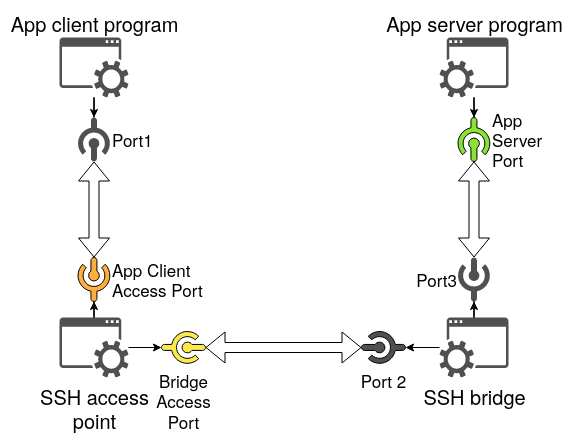 App client program
App server program
Port1
App
Server
Port
App Client
Access Port
Port3
SSH access
point
Bridge
Access
Port
Port 2
SSH bridge